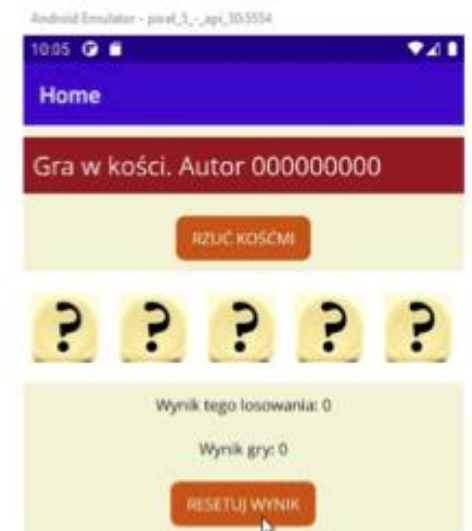 Android Emulator - pixel_5_-_api_30:5554
10:05
Home
Gra w kości. Autor 000000000
RZUĆ KOŚĆMI
? ? ? ? ?
Wynik tego losowania: 0
Wynik gry: 0
RESETUJ WYNIK